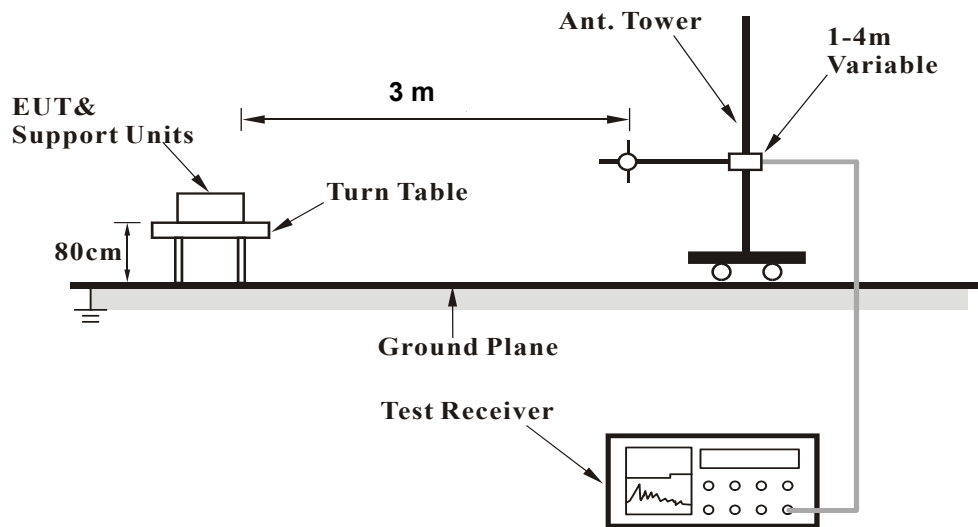 Ant. Tower
1-4m
Variable
3 m
EUT&
Support Units
Turn Table
80cm
Ground Plane
Test Receiver